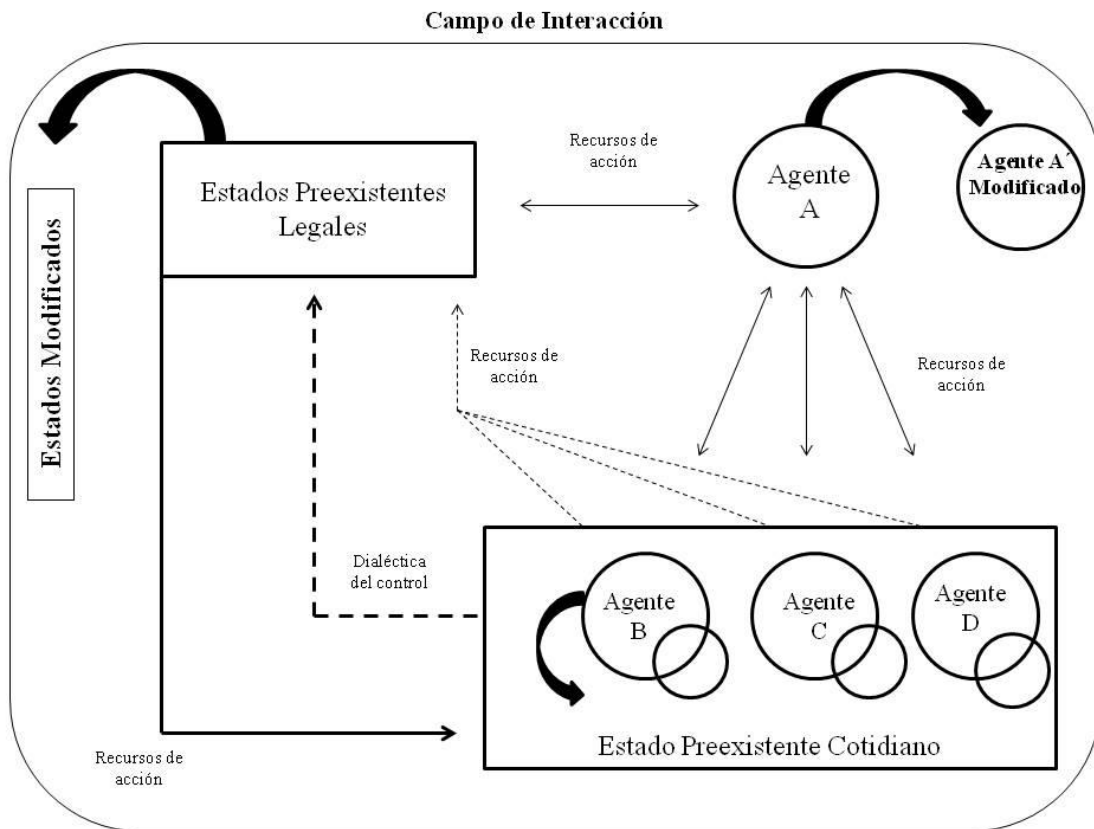 Campo de Interacción
Recursos de
acción
Estados Preexistentes
Legales
Agente
A
Agente A´
Modificado
Estados Modificados
Recursos de
acción
Recursos de
acción
Dialéctica
del control
Agente
B
Agente
C
Agente
D
Estado Preexistente Cotidiano
Recursos de
acción